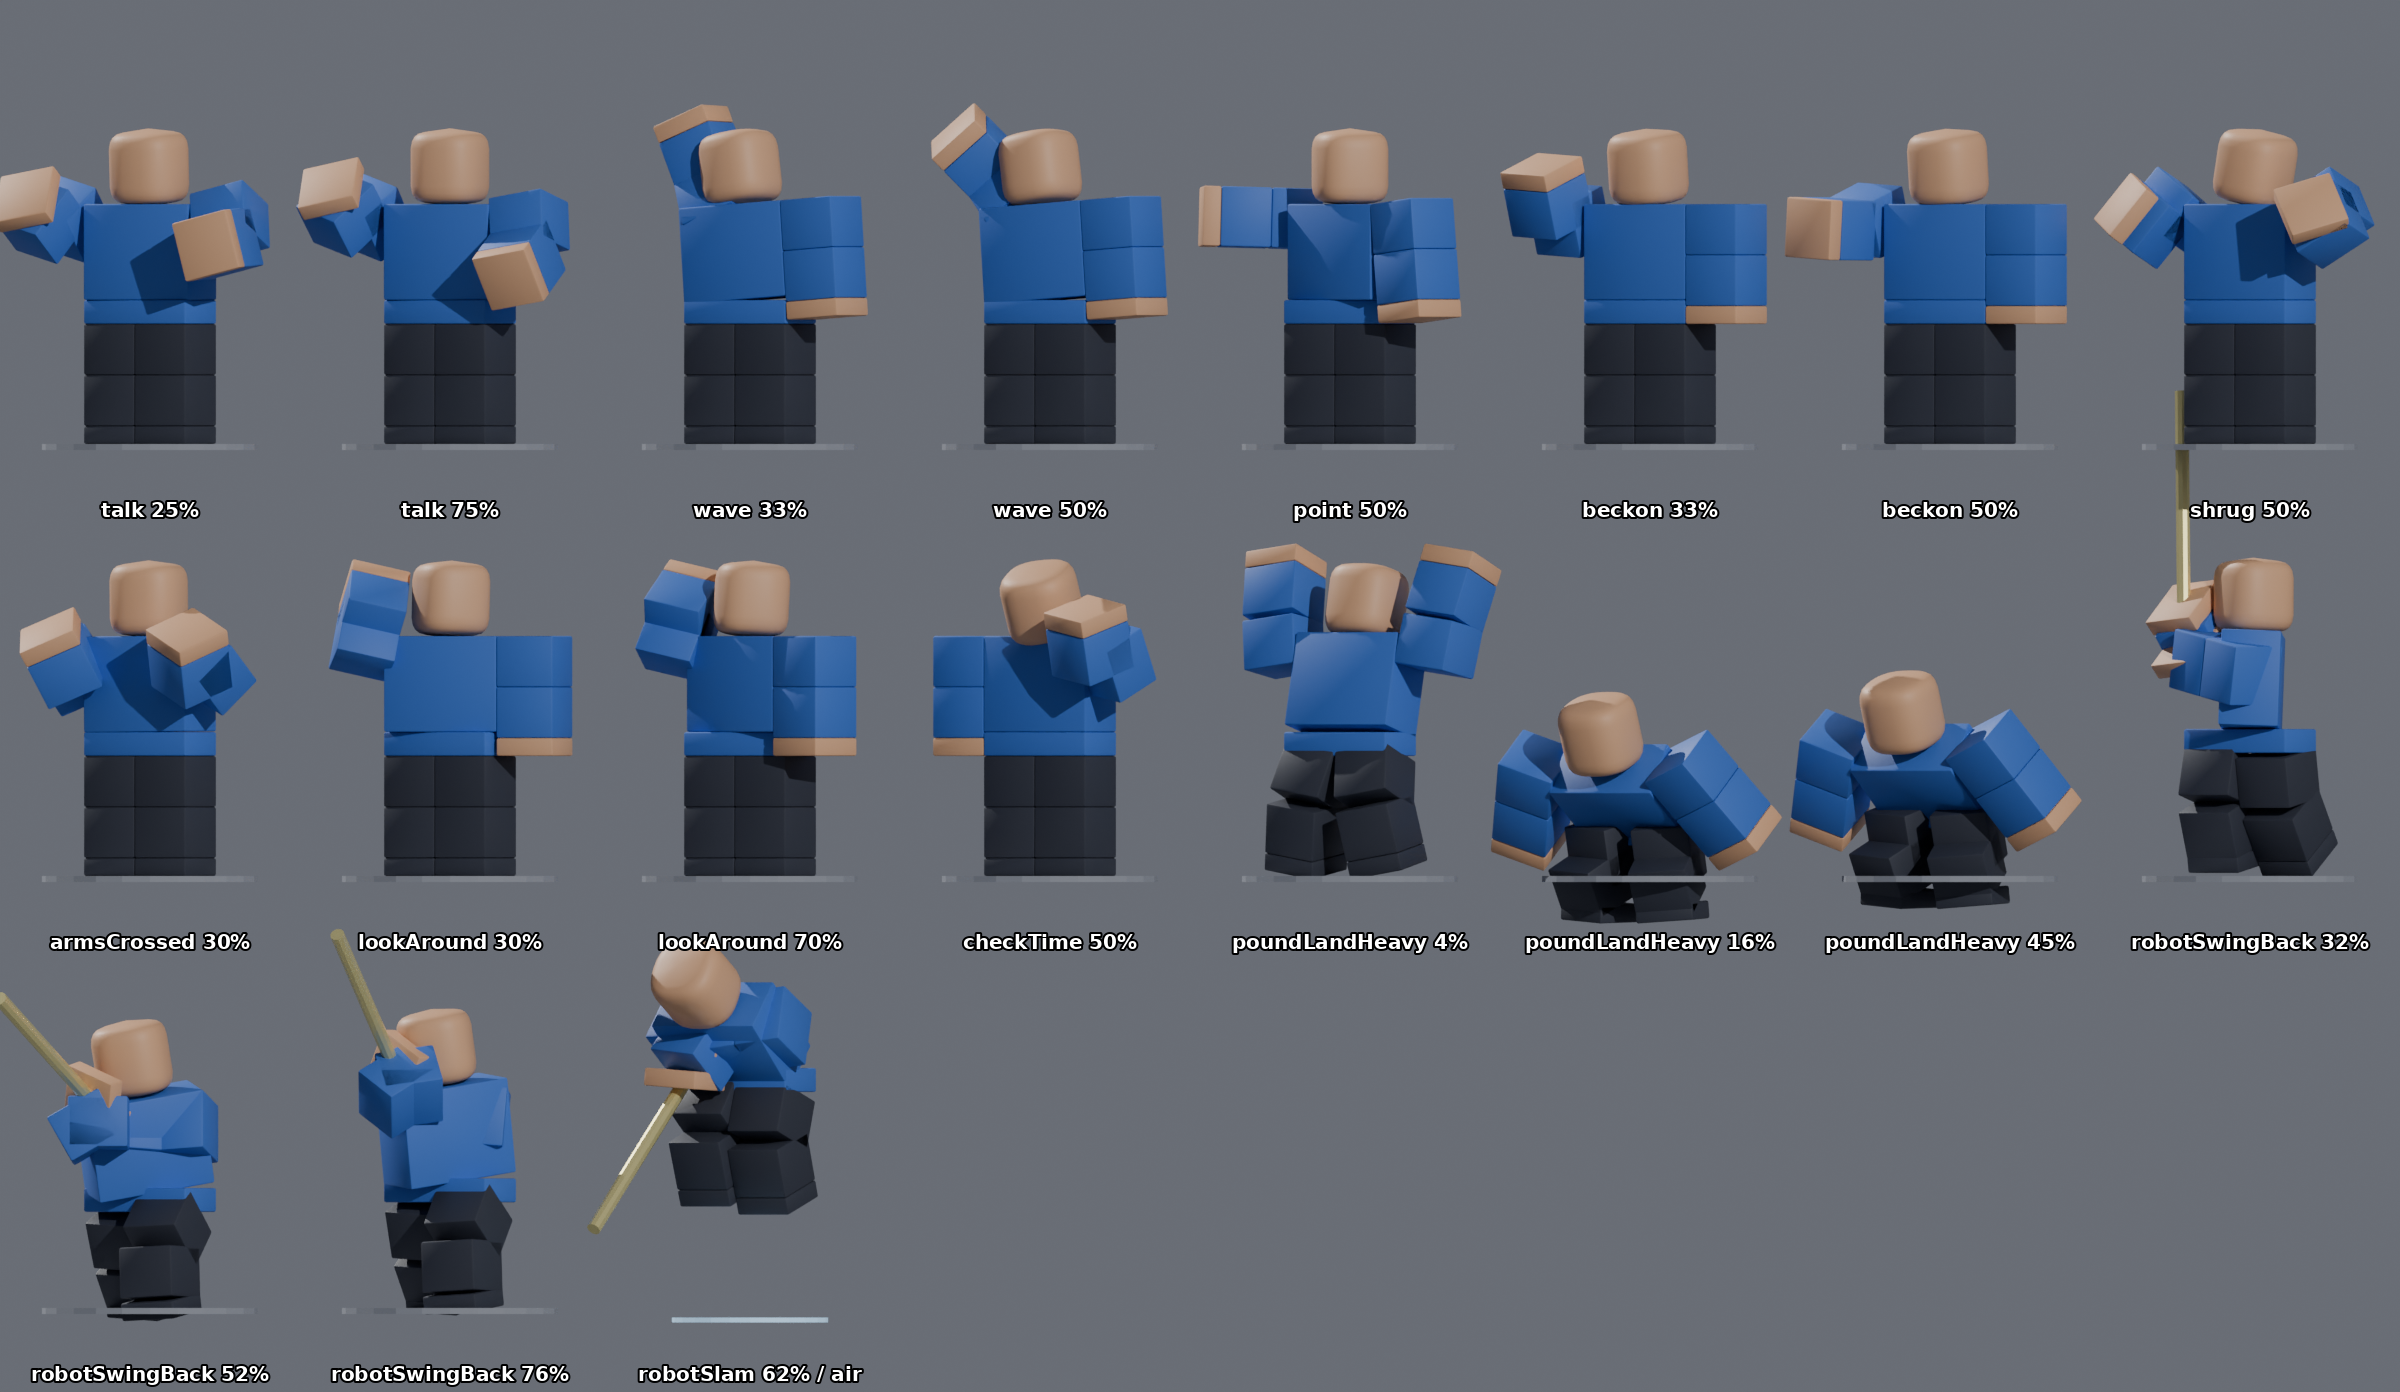 talk 25%
talk 75%
wave 33%
wave 50%
point 50%
beckon 33%
beckon 50%
shrug 50%
armsCrossed 30%
lookAround 30%
lookAround 70%
checkTime 50%
poundLandHeavy 4%
poundLandHeavy 16%
poundLandHeavy 45%
robotSwingBack 32%
robotSwingBack 52%
robotSwingBack 76%
robotSlam 62% / air